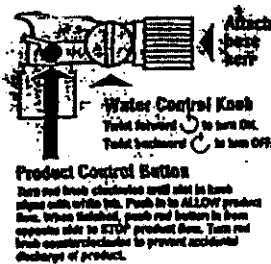 Attach
hose
here
Water Control Knob
Twist forward to turn ON.
Twist backward to turn OFF.
Product Control Button
Turn red knob clockwise until slot in knob
aligns with white tab. Push in to ALLOW product
flow. When finished, push red button in from
opposite side to STOP product flow. Turn red
knob counterclockwise to prevent accidental
discharge of product.